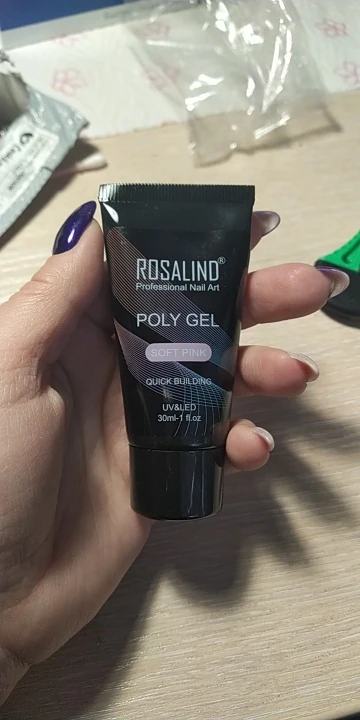 ROSALIND®
Professional Nail Art
POLY GEL
SOFT PINK
QUICK BUILDING
UV&LED
30ml-1 fl.oz